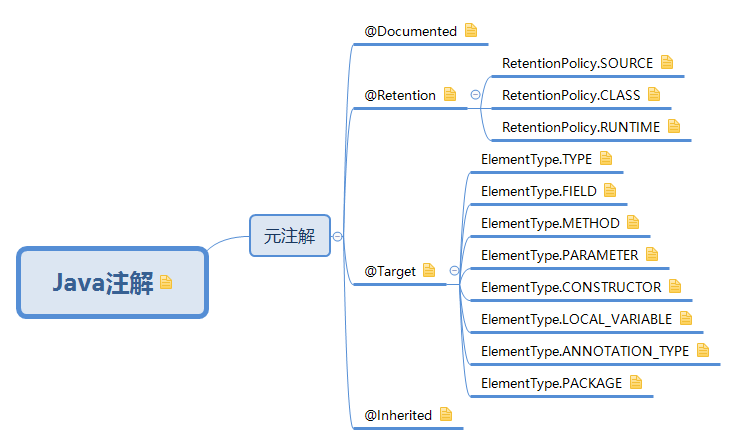 Java注解
元注解
@Documented
@Retention
RetentionPolicy.SOURCE
RetentionPolicy.CLASS
RetentionPolicy.RUNTIME
@Target
ElementType.TYPE
ElementType.FIELD
ElementType.METHOD
ElementType.PARAMETER
ElementType.CONSTRUCTOR
ElementType.LOCAL_VARIABLE
ElementType.ANNOTATION_TYPE
ElementType.PACKAGE
@Inherited